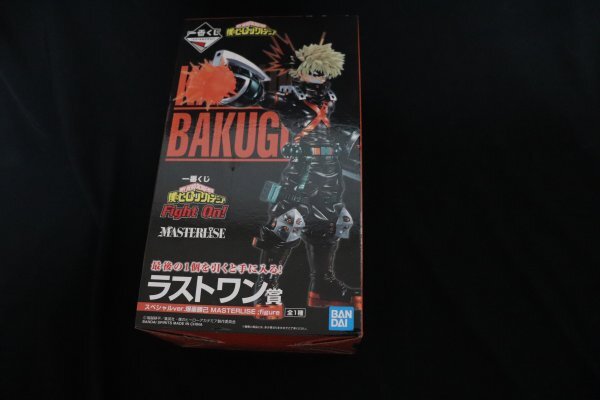 一番くじ
僕のヒーローアカデミア
BAKUG
一番くじ
僕のヒーローアカデミア
Fight On!
MASTERLISE
最後の1個を引くと手に入る!
ラストワン賞
スペシャルver.爆豪勝己 MASTERLISE figure
全1種
BANDAI SPIRITS MADE IN CHINA
BAN
DAI